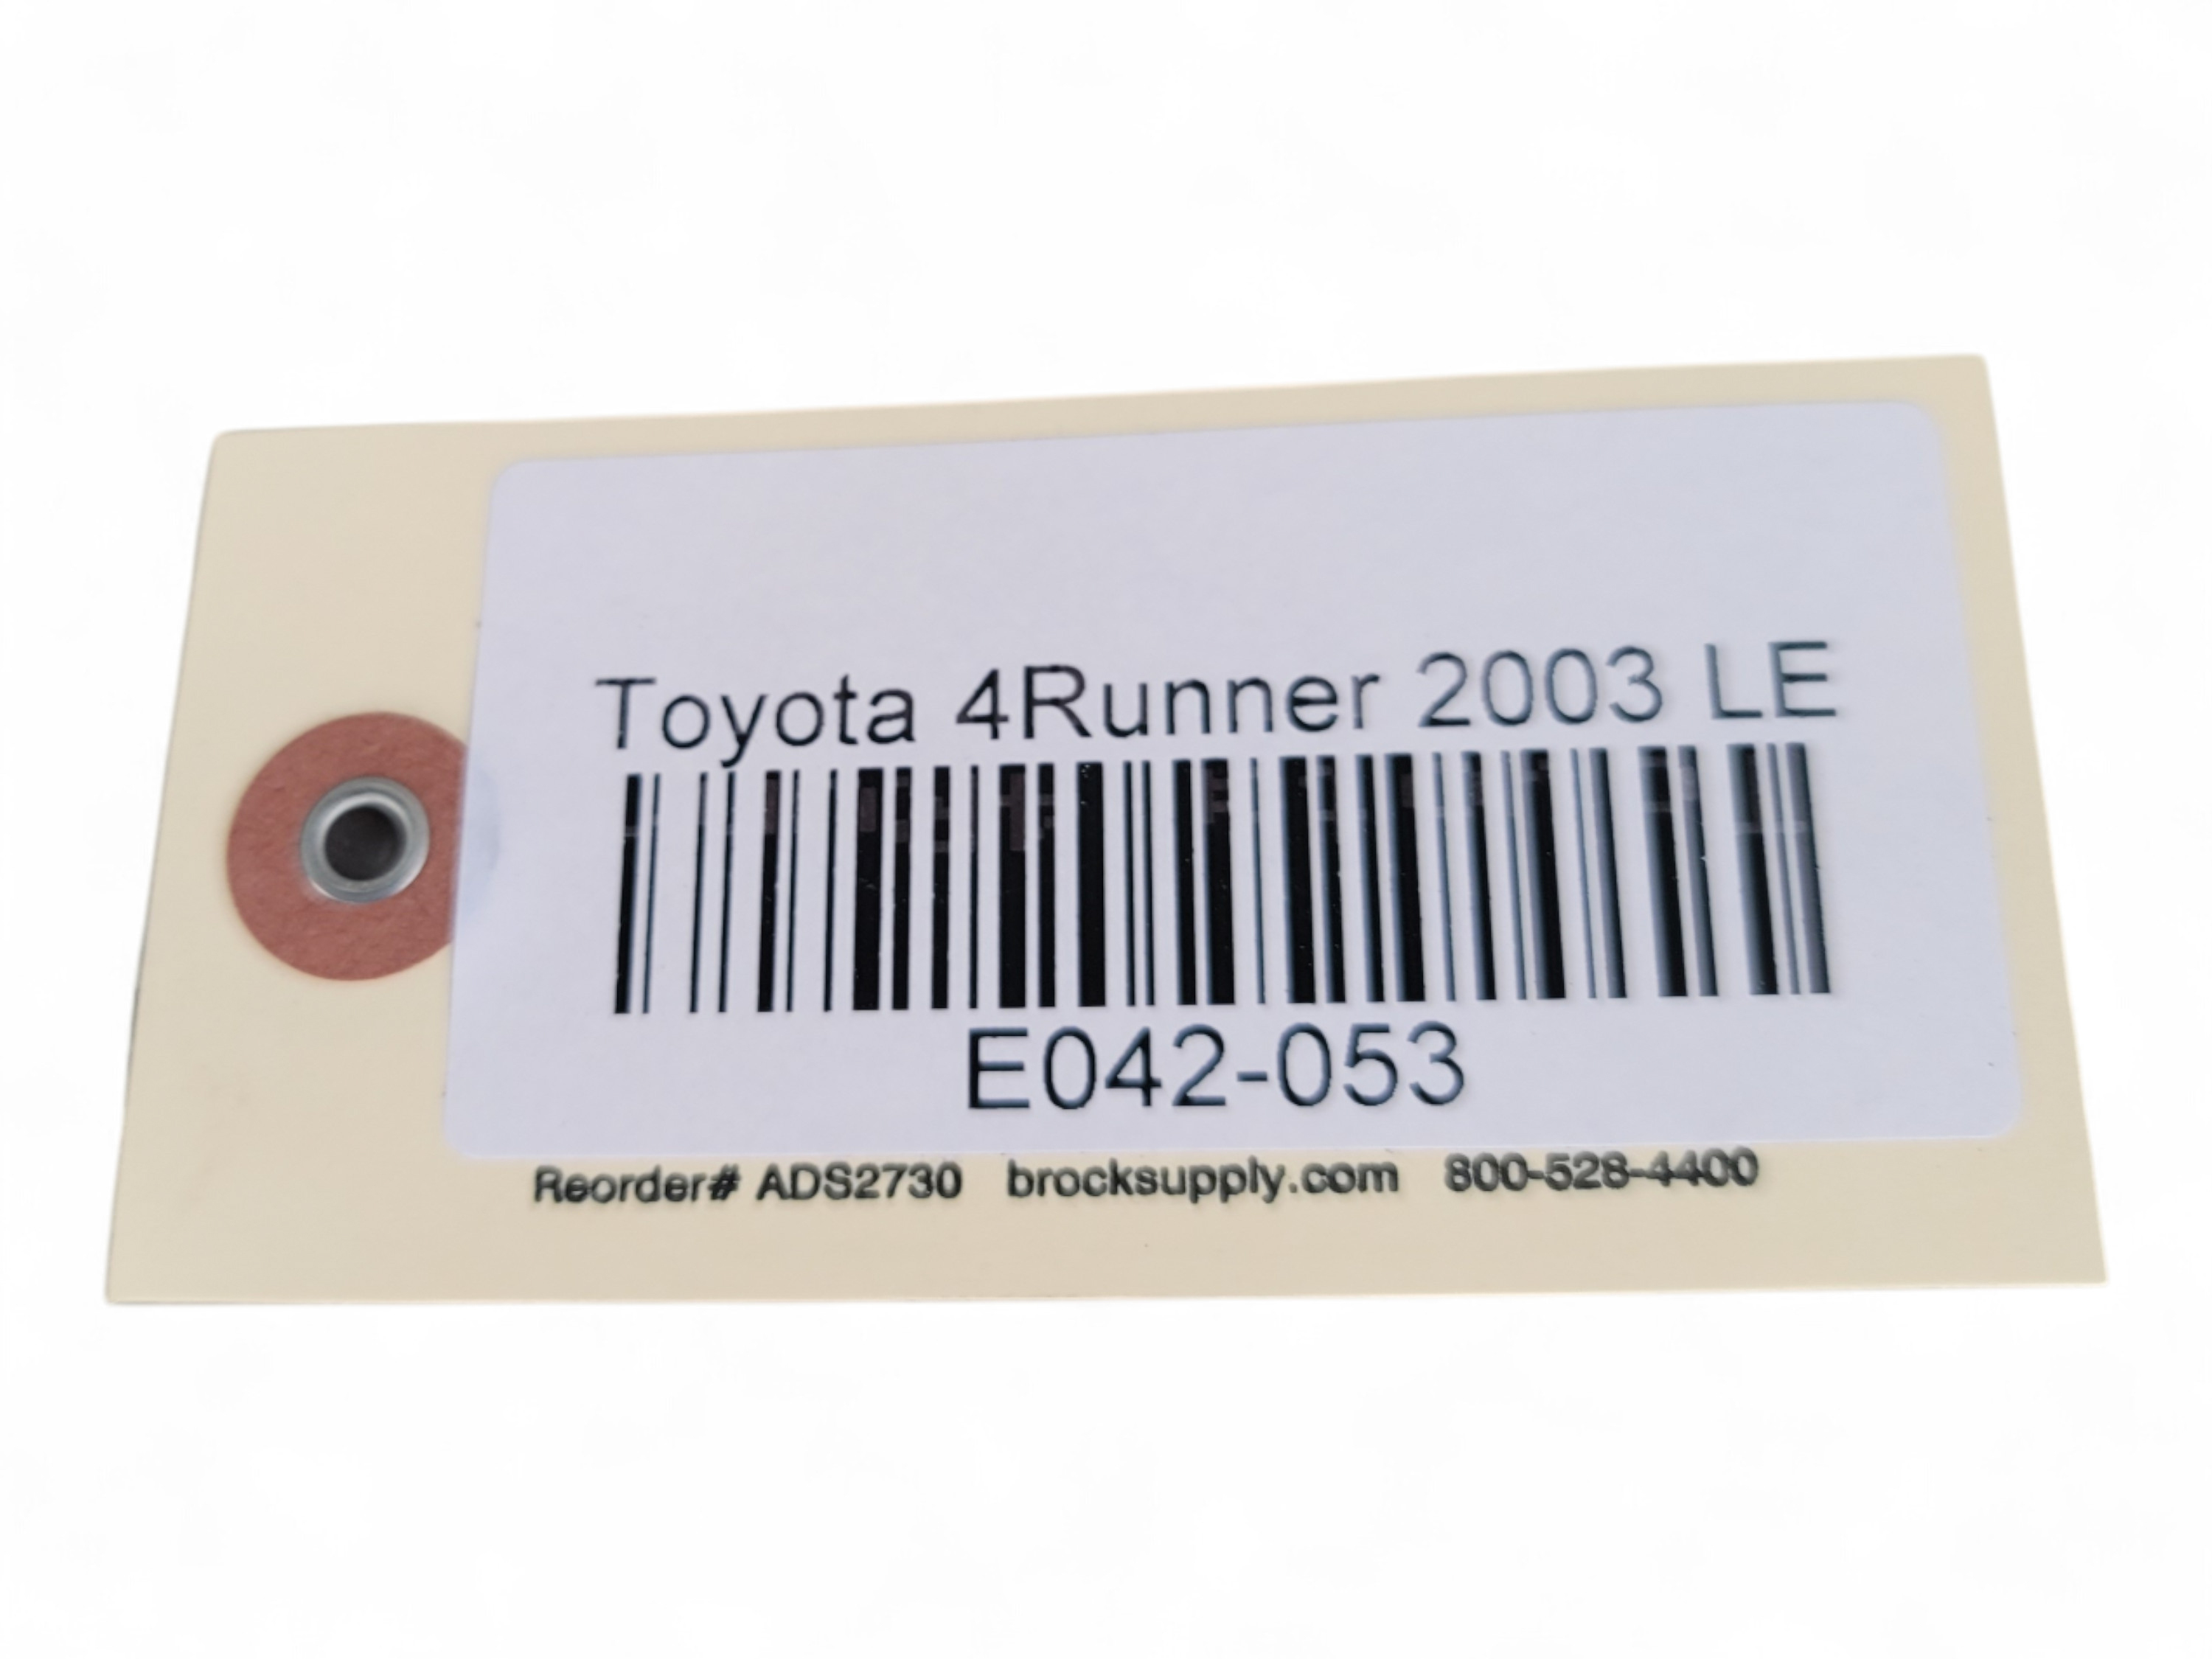 Toyota 4Runner 2003 LE
E042-053
Reorder# ADS2730 brocksupply.com 800-528-4400